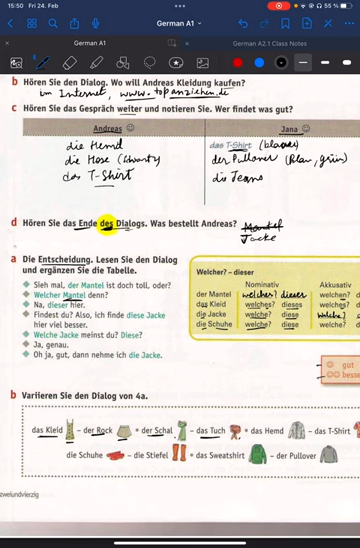 15:50 Fri 24. Feb
55 %
German A1
German A1
German A2.1 Class Notes
b Hören Sie den Dialog. Wo will Andreas Kleidung kaufen?
im Internet, www.topanziehen.de
c Hören Sie das Gespräch weiter und notieren Sie. Wer findet was gut?
Andreas ☺ Jana ☺
die Hemd das T-Shirt (blaues)
die Hose (schwarz) der Pullover (Blau, grün)
das T-Shirt die Jeans
d Hören Sie das Ende des Dialogs. Was bestellt Andreas? Mantel
Jacke
a Die Entscheidung. Lesen Sie den Dialog
und ergänzen Sie die Tabelle.
Sieh mal, der Mantel ist doch toll, oder?
Welcher Mantel denn?
Na, dieser hier.
Findest du? Also, ich finde diese Jacke
hier viel besser.
Welche Jacke meinst du? Diese?
Ja, genau.
Oh ja, gut, dann nehme ich die Jacke.
Welcher? – dieser
Nominativ Akkusativ
der Mantel welcher? dieser welchen?
das Kleid welches? dieses welches?
die Jacke welche? diese welche?
die Schuhe welche? diese welche?
☺ gut
☺☺ besse
b Variieren Sie den Dialog von 4a.
das Kleid – der Rock • der Schal – das Tuch • das Hemd – das T-Shirt
die Schuhe – die Stiefel • das Sweatshirt – der Pullover
zweiundvierzig